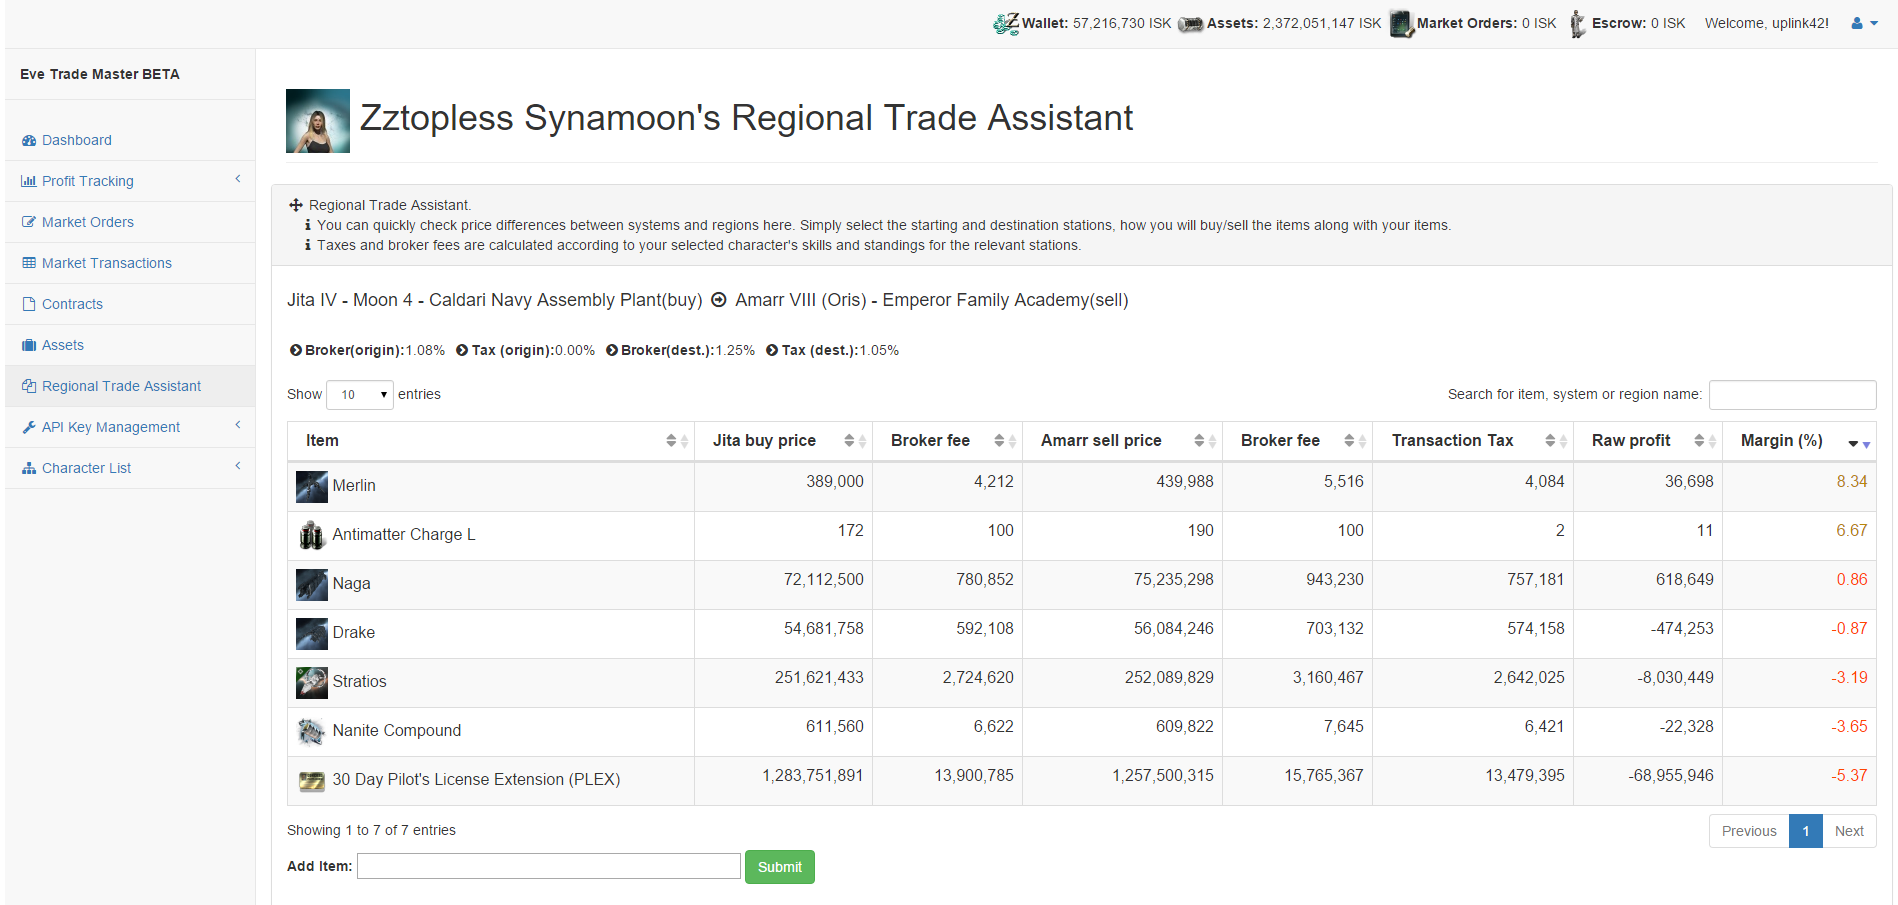 Wallet: 57,216,730 ISK Assets: 2,372,051,147 ISK Market Orders: 0 ISK Escrow: 0 ISK Welcome, uplink42!
Eve Trade Master BETA
Dashboard
Profit Tracking
Market Orders
Market Transactions
Contracts
Assets
Regional Trade Assistant
API Key Management
Character List
Zztopless Synamoon's Regional Trade Assistant
Regional Trade Assistant.
You can quickly check price differences between systems and regions here. Simply select the starting and destination stations, how you will buy/sell the items along with your items.
Taxes and broker fees are calculated according to your selected character's skills and standings for the relevant stations.
Jita IV - Moon 4 - Caldari Navy Assembly Plant(buy) Amarr VIII (Oris) - Emperor Family Academy(sell)
Broker(origin):1.08% Tax (origin):0.00% Broker(dest.):1.25% Tax (dest.):1.05%
Show 10 entries Search for item, system or region name:
Item Jita buy price Broker fee Amarr sell price Broker fee Transaction Tax Raw profit Margin (%)
Merlin 389,000 4,212 439,988 5,516 4,084 36,698 8.34
Antimatter Charge L 172 100 190 100 2 11 6.67
Naga 72,112,500 780,852 75,235,298 943,230 757,181 618,649 0.86
Drake 54,681,758 592,108 56,084,246 703,132 574,158 -474,253 -0.87
Stratios 251,621,433 2,724,620 252,089,829 3,160,467 2,642,025 -8,030,449 -3.19
Nanite Compound 611,560 6,622 609,822 7,645 6,421 -22,328 -3.65
30 Day Pilot's License Extension (PLEX) 1,283,751,891 13,900,785 1,257,500,315 15,765,367 13,479,395 -68,955,946 -5.37
Showing 1 to 7 of 7 entries Previous 1 Next
Add Item: Submit